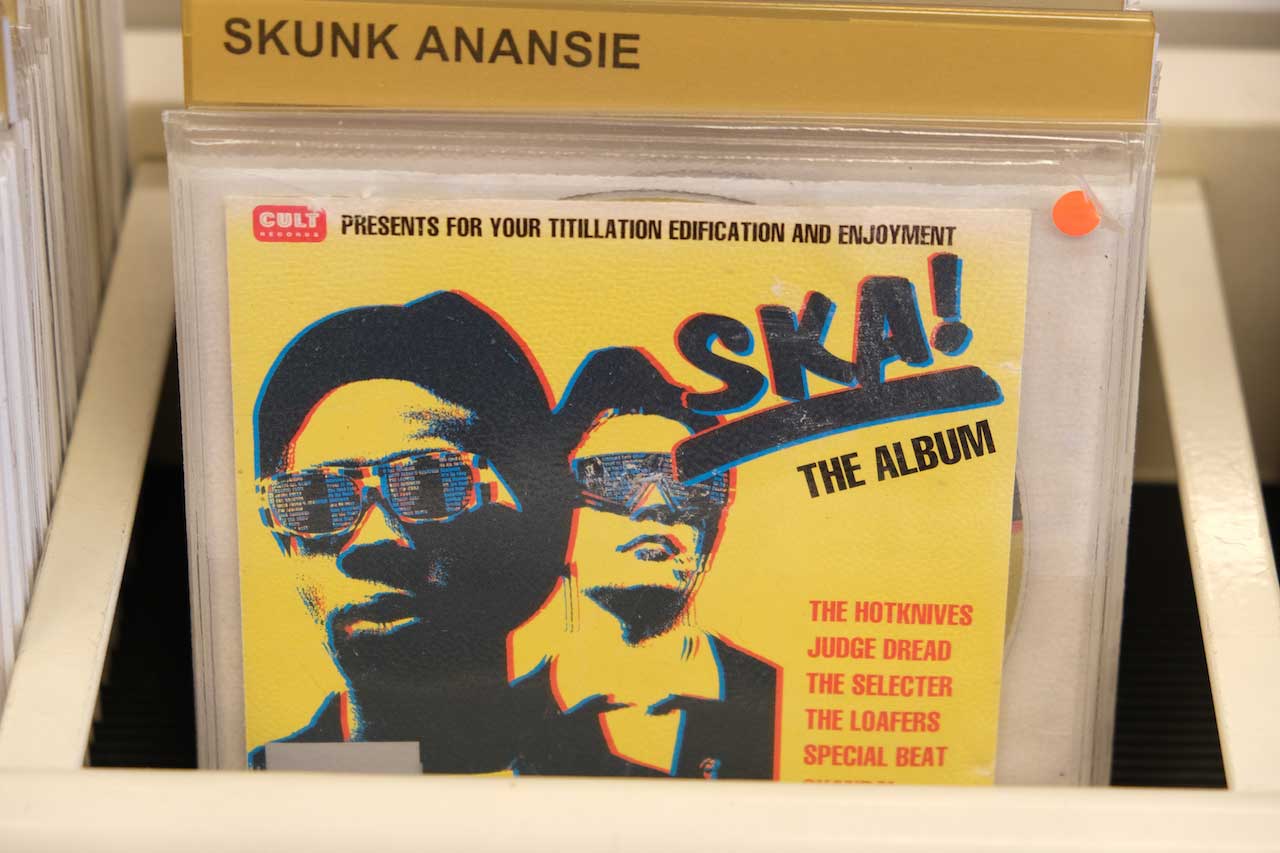 SKUNK ANANSIE
CULT
RECORDS
PRESENTS FOR YOUR TITILLATION EDIFICATION AND ENJOYMENT
SKA!
THE ALBUM
THE HOTKNIVES
JUDGE DREAD
THE SELECTER
THE LOAFERS
SPECIAL BEAT